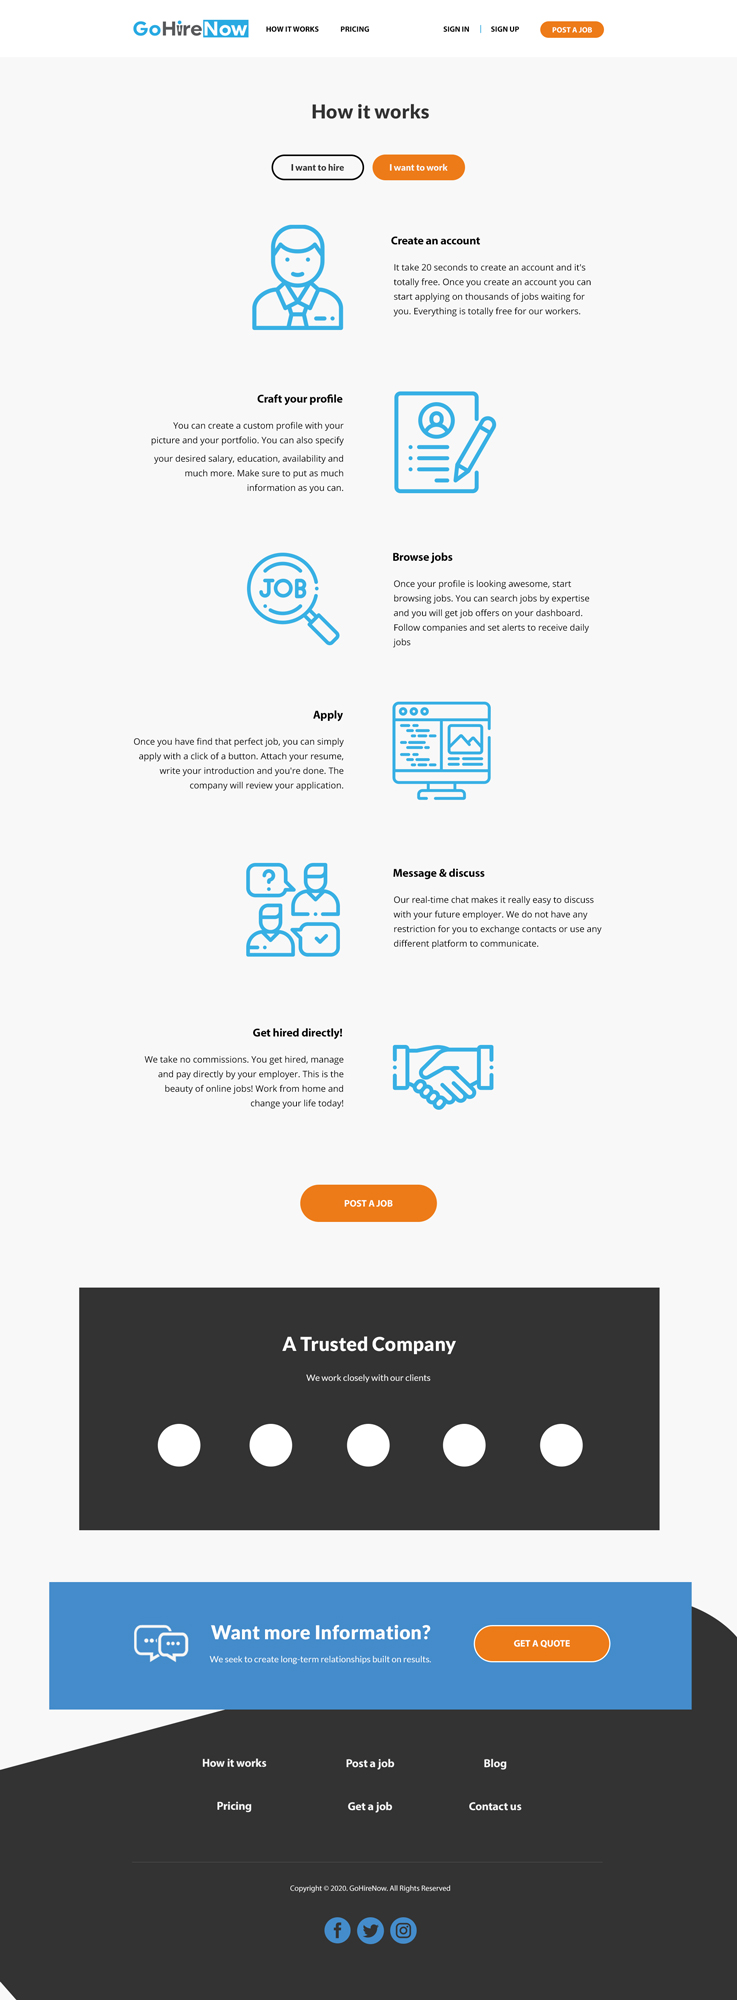 GoHireNow HOW IT WORKS PRICING SIGN IN SIGN UP POST A JOB
How it works
I want to hire I want to work
Create an account
It take 20 seconds to create an account and it's
totally free. Once you create an account you can
start applying on thousands of jobs waiting for
you. Everything is totally free for our workers.
Craft your profile
You can create a custom profile with your
picture and your portfolio. You can also specify
your desired salary, education, availability and
much more. Make sure to put as much
information as you can.
JOB
Browse jobs
Once your profile is looking awesome, start
browsing jobs. You can search jobs by expertise
and you will get job offers on your dashboard.
Follow companies and set alerts to receive daily
jobs
Apply
Once you have find that perfect job, you can simply
apply with a click of a button. Attach your resume,
write your introduction and you're done. The
company will review your application.
?
Message & discuss
Our real-time chat makes it really easy to discuss
with your future employer. We do not have any
restriction for you to exchange contacts or use any
different platform to communicate.
Get hired directly!
We take no commissions. You get hired, manage
and pay directly by your employer. This is the
beauty of online jobs! Work from home and
change your life today!
POST A JOB
A Trusted Company
We work closely with our clients
Want more Information?
We seek to create long-term relationships built on results.
GET A QUOTE
How it works Post a job Blog
Pricing Get a job Contact us
Copyright © 2020. GoHireNow. All Rights Reserved